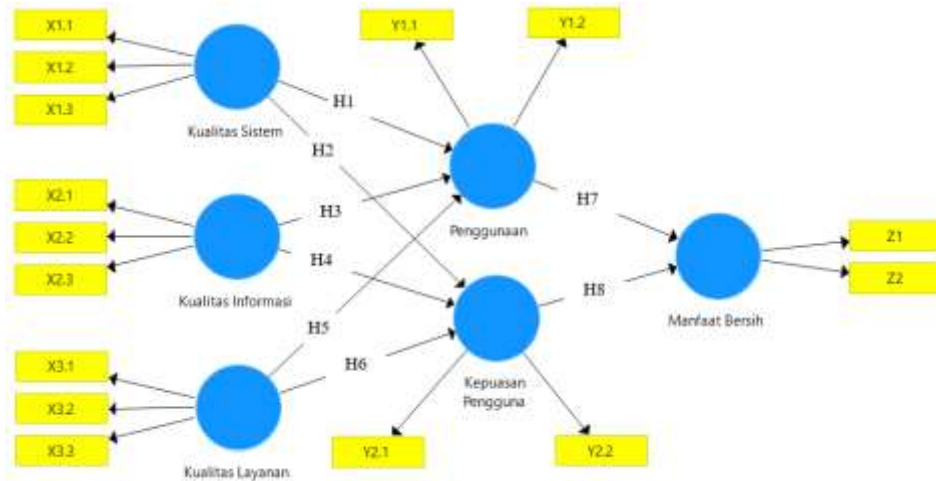 X1.1
X1.2
X1.3
Kualitas Sistem
Y1.1
Y1.2
H1
H2
Penggunaan
X2.1
X2.2
X2.3
Kualitas Informasi
H3
H4
H7
Manfaat Bersih
Z1
Z2
H8
H5
H6
Kepuasan
Pengguna
X3.1
X3.2
X3.3
Kualitas Layanan
Y2.1
Y2.2